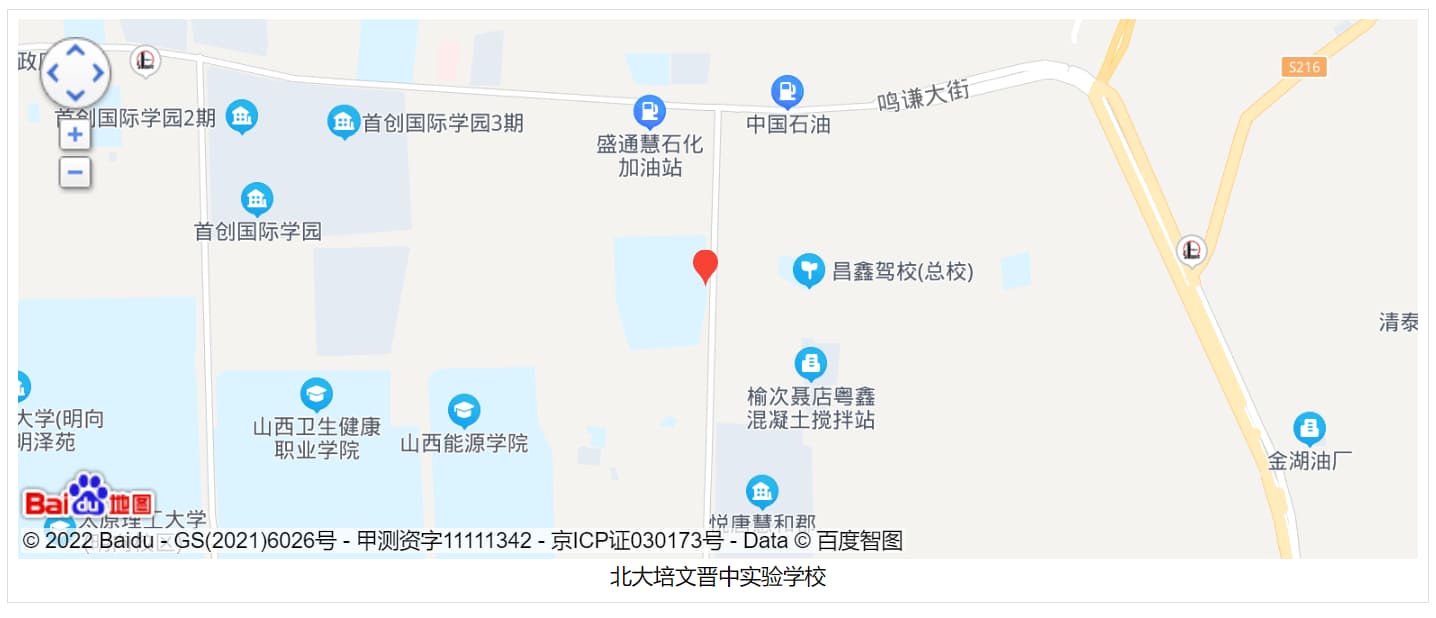 S216
鸣谦大街
首创国际学园2期
首创国际学园3期
盛通慧石化
加油站
中国石油
首创国际学园
昌鑫驾校(总校)
清泰
榆次聂店粤鑫
混凝土搅拌站
大学(明向
明泽苑
山西卫生健康
职业学院
山西能源学院
金湖油厂
Bai du 地图
太原理工大学
悦唐慧和郡
© 2022 Baidu - GS(2021)6026号 - 甲测资字11111342 - 京ICP证030173号 - Data © 百度智图
北大培文晋中实验学校